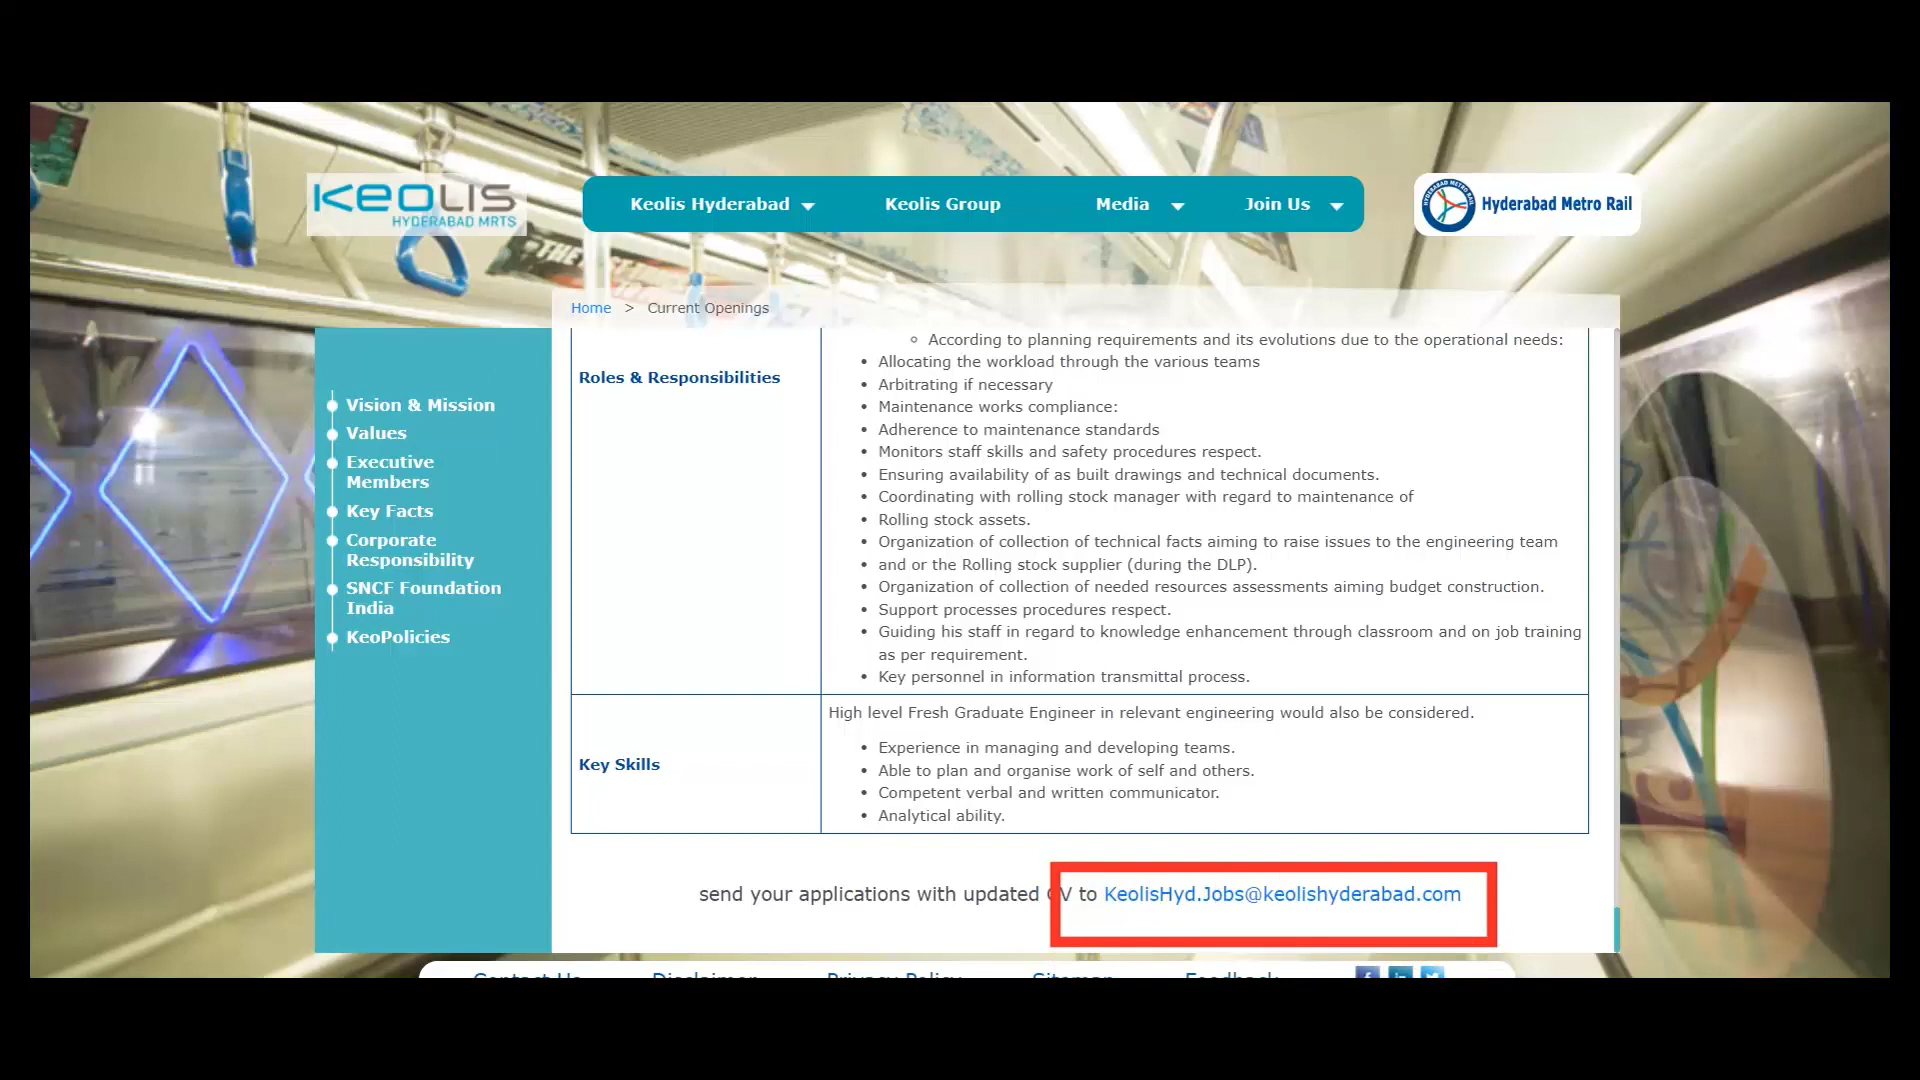 KEOLIS
HYDERABAD MRTS
Keolis Hyderabad
Keolis Group
Media
Join Us
HYDERABAD METRO RAIL
Hyderabad Metro Rail
Home > Current Openings
Vision & Mission
Values
Executive
Members
Key Facts
Corporate
Responsibility
SNCF Foundation
India
KeoPolicies
Roles & Responsibilities
According to planning requirements and its evolutions due to the operational needs:
Allocating the workload through the various teams
Arbitrating if necessary
Maintenance works compliance:
Adherence to maintenance standards
Monitors staff skills and safety procedures respect.
Ensuring availability of as built drawings and technical documents.
Coordinating with rolling stock manager with regard to maintenance of
Rolling stock assets.
Organization of collection of technical facts aiming to raise issues to the engineering team
and or the Rolling stock supplier (during the DLP).
Organization of collection of needed resources assessments aiming budget construction.
Support processes procedures respect.
Guiding his staff in regard to knowledge enhancement through classroom and on job training
as per requirement.
Key personnel in information transmittal process.
Key Skills
High level Fresh Graduate Engineer in relevant engineering would also be considered.
Experience in managing and developing teams.
Able to plan and organise work of self and others.
Competent verbal and written communicator.
Analytical ability.
send your applications with updated CV to KeolisHyd.Jobs@keolishyderabad.com
Contact Us
Disclaimer
Privacy Policy
Sitemap
Feedback